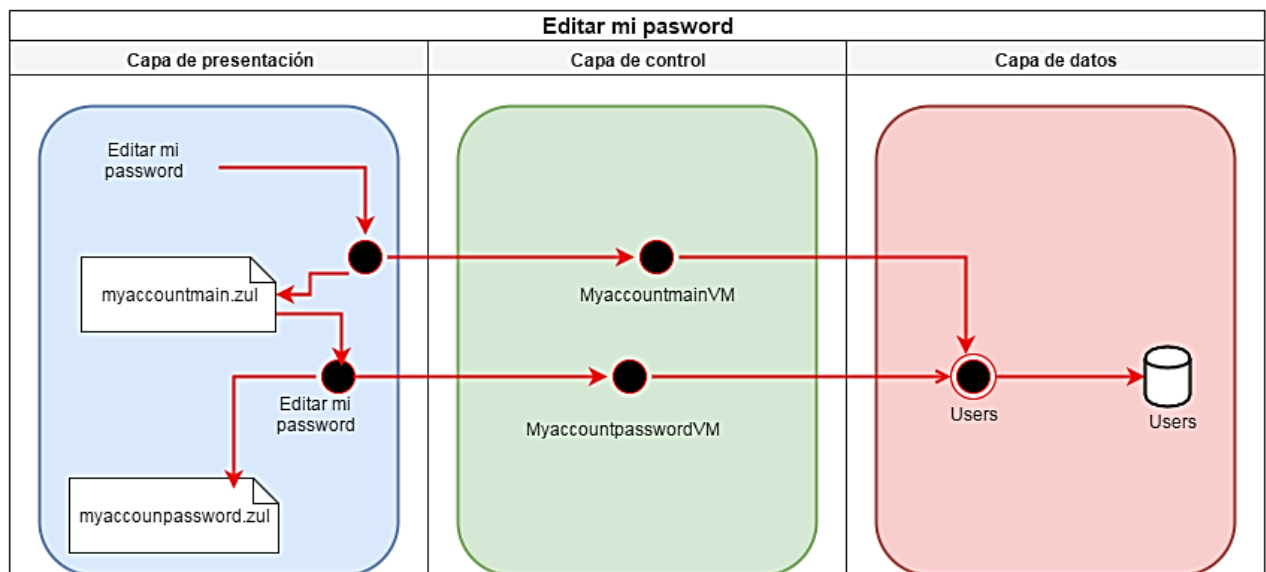 Editar mi pasword
Capa de presentación
Capa de control
Capa de datos
Editar mi
password
myaccountmain.zul
MyaccountmainVM
Editar mi
password
MyaccountpasswordVM
Users
Users
myaccounpassword.zul